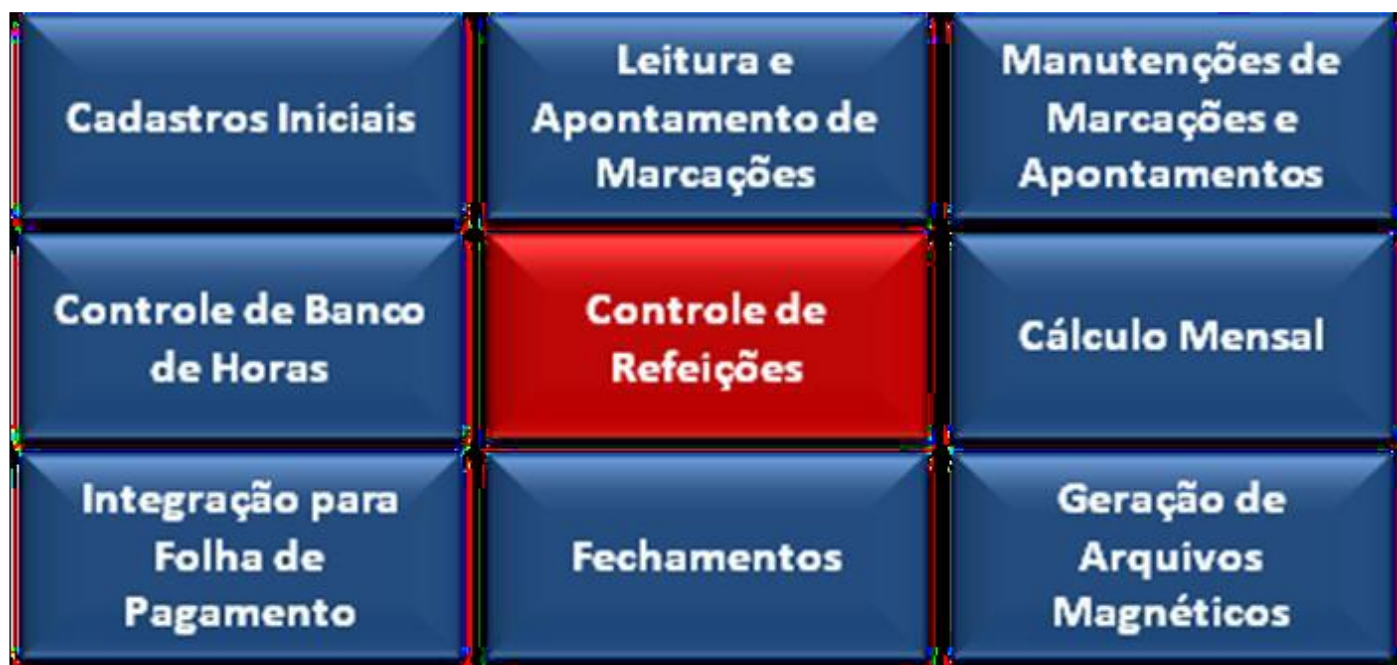 Cadastros Iniciais
Leitura e
Apontamento de
Marcações
Manutenções de
Marcações e
Apontamentos
Controle de Banco
de Horas
Controle de
Refeições
Cálculo Mensal
Integração para
Folha de
Pagamento
Fechamentos
Geração de
Arquivos
Magnéticos